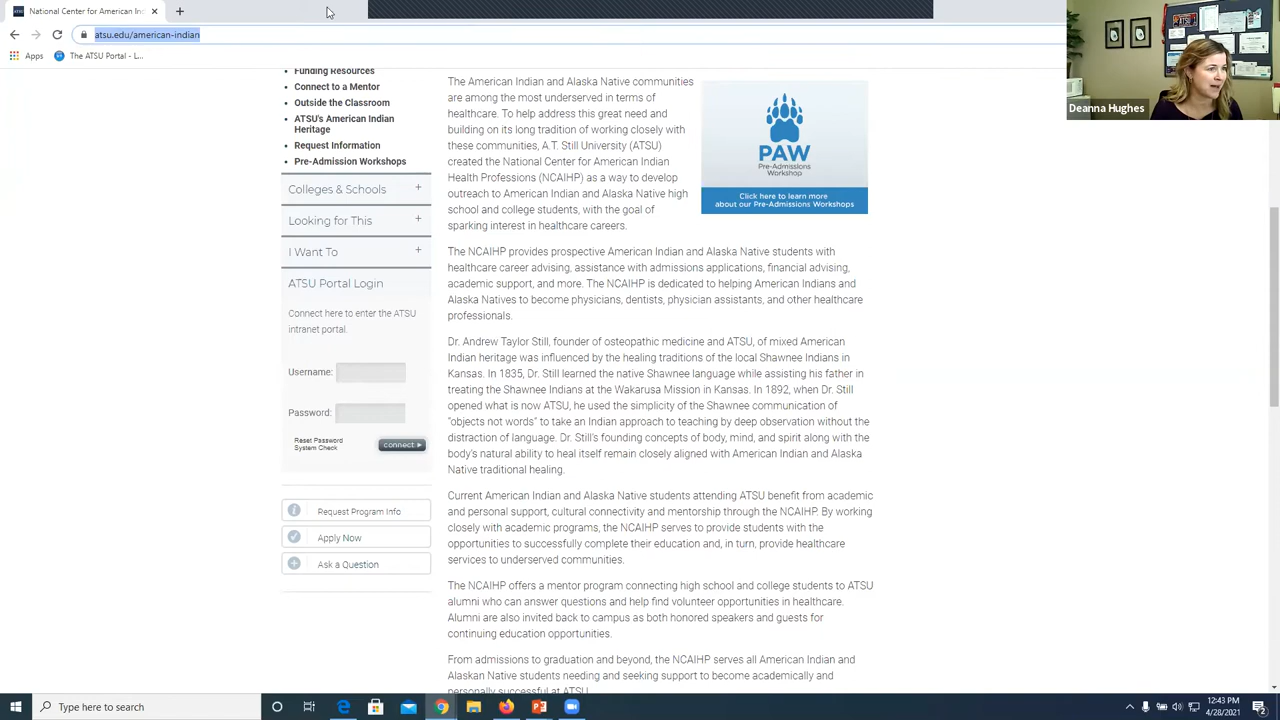 National Center for American Ind
atsu.edu/american-indian
Apps
The ATSU Portal - L...
Deanna Hughes
Funding Resources
Connect to a Mentor
Outside the Classroom
ATSU's American Indian
Heritage
Request Information
Pre-Admission Workshops
Colleges & Schools
Looking for This
I Want To
ATSU Portal Login
Connect here to enter the ATSU
intranet portal.
Username:
Password:
Reset Password
System Check
connect
Request Program Info
Apply Now
Ask a Question
The American Indian and Alaska Native communities
are among the most underserved in terms of
healthcare. To help address this great need and
building on its long tradition of working closely with
these communities, A.T. Still University (ATSU)
created the National Center for American Indian
Health Professions (NCAIHP) as a way to develop
outreach to American Indian and Alaska Native high
school and college students, with the goal of
sparking interest in healthcare careers.
PAW
Pre-Admissions
Workshop
Click here to learn more
about our Pre-Admissions Workshops
The NCAIHP provides prospective American Indian and Alaska Native students with
healthcare career advising, assistance with admissions applications, financial advising,
academic support, and more. The NCAIHP is dedicated to helping American Indians and
Alaska Natives to become physicians, dentists, physician assistants, and other healthcare
professionals.
Dr. Andrew Taylor Still, founder of osteopathic medicine and ATSU, of mixed American
Indian heritage was influenced by the healing traditions of the local Shawnee Indians in
Kansas. In 1835, Dr. Still learned the native Shawnee language while assisting his father in
treating the Shawnee Indians at the Wakarusa Mission in Kansas. In 1892, when Dr. Still
opened what is now ATSU, he used the simplicity of the Shawnee communication of
"objects not words" to take an Indian approach to teaching by deep observation without the
distraction of language. Dr. Still's founding concepts of body, mind, and spirit along with the
body's natural ability to heal itself remain closely aligned with American Indian and Alaska
Native traditional healing.
Current American Indian and Alaska Native students attending ATSU benefit from academic
and personal support, cultural connectivity and mentorship through the NCAIHP. By working
closely with academic programs, the NCAIHP serves to provide students with the
opportunities to successfully complete their education and, in turn, provide healthcare
services to underserved communities.
The NCAIHP offers a mentor program connecting high school and college students to ATSU
alumni who can answer questions and help find volunteer opportunities in healthcare.
Alumni are also invited back to campus as both honored speakers and guests for
continuing education opportunities.
From admissions to graduation and beyond, the NCAIHP serves all American Indian and
Alaskan Native students needing and seeking support to become academically and
personally successful at ATSU.
Type here to search
12:43 PM
4/28/2021
2